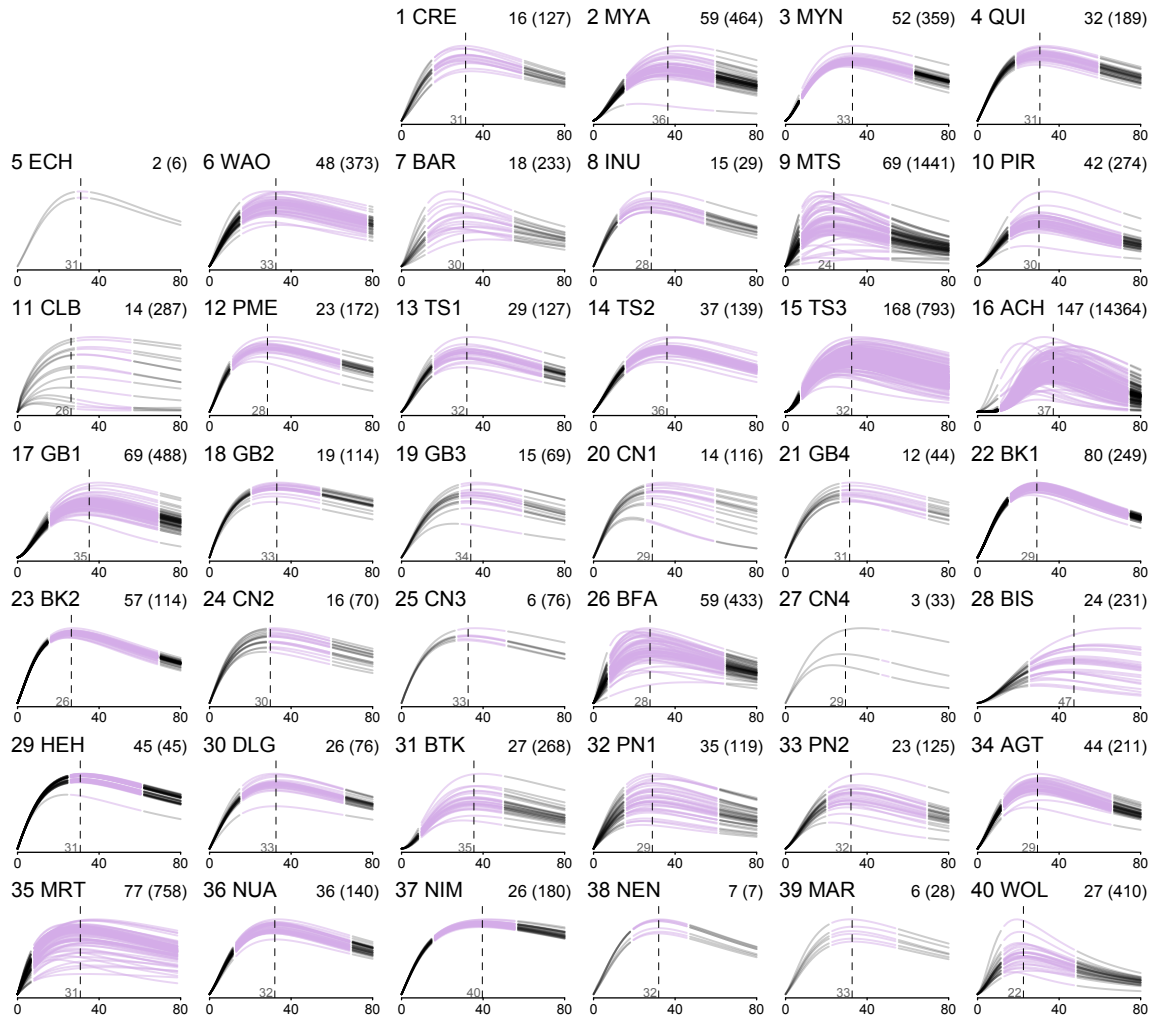 1 CRE 16 (127) 2 MYA 59 (464) 3 MYN 52 (359) 4 QUI 32 (189)
31 36 33 31
0 40 80 0 40 80 0 40 80 0 40 80
5 ECH 2 (6) 6 WAO 48 (373) 7 BAR 18 (233) 8 INU 15 (29) 9 MTS 69 (1441) 10 PIR 42 (274)
31 33 30 28 24 30
0 40 80 0 40 80 0 40 80 0 40 80 0 40 80 0 40 80
11 CLB 14 (287) 12 PME 23 (172) 13 TS1 29 (127) 14 TS2 37 (139) 15 TS3 168 (793) 16 ACH 147 (14364)
26 28 32 36 32 37
0 40 80 0 40 80 0 40 80 0 40 80 0 40 80 0 40 80
17 GB1 69 (488) 18 GB2 19 (114) 19 GB3 15 (69) 20 CN1 14 (116) 21 GB4 12 (44) 22 BK1 80 (249)
35 33 34 29 31 29
0 40 80 0 40 80 0 40 80 0 40 80 0 40 80 0 40 80
23 BK2 57 (114) 24 CN2 16 (70) 25 CN3 6 (76) 26 BFA 59 (433) 27 CN4 3 (33) 28 BIS 24 (231)
26 30 33 28 29 47
0 40 80 0 40 80 0 40 80 0 40 80 0 40 80 0 40 80
29 HEH 45 (45) 30 DLG 26 (76) 31 BTK 27 (268) 32 PN1 35 (119) 33 PN2 23 (125) 34 AGT 44 (211)
31 33 35 29 32 29
0 40 80 0 40 80 0 40 80 0 40 80 0 40 80 0 40 80
35 MRT 77 (758) 36 NUA 36 (140) 37 NIM 26 (180) 38 NEN 7 (7) 39 MAR 6 (28) 40 WOL 27 (410)
31 32 40 32 33 22
0 40 80 0 40 80 0 40 80 0 40 80 0 40 80 0 40 80